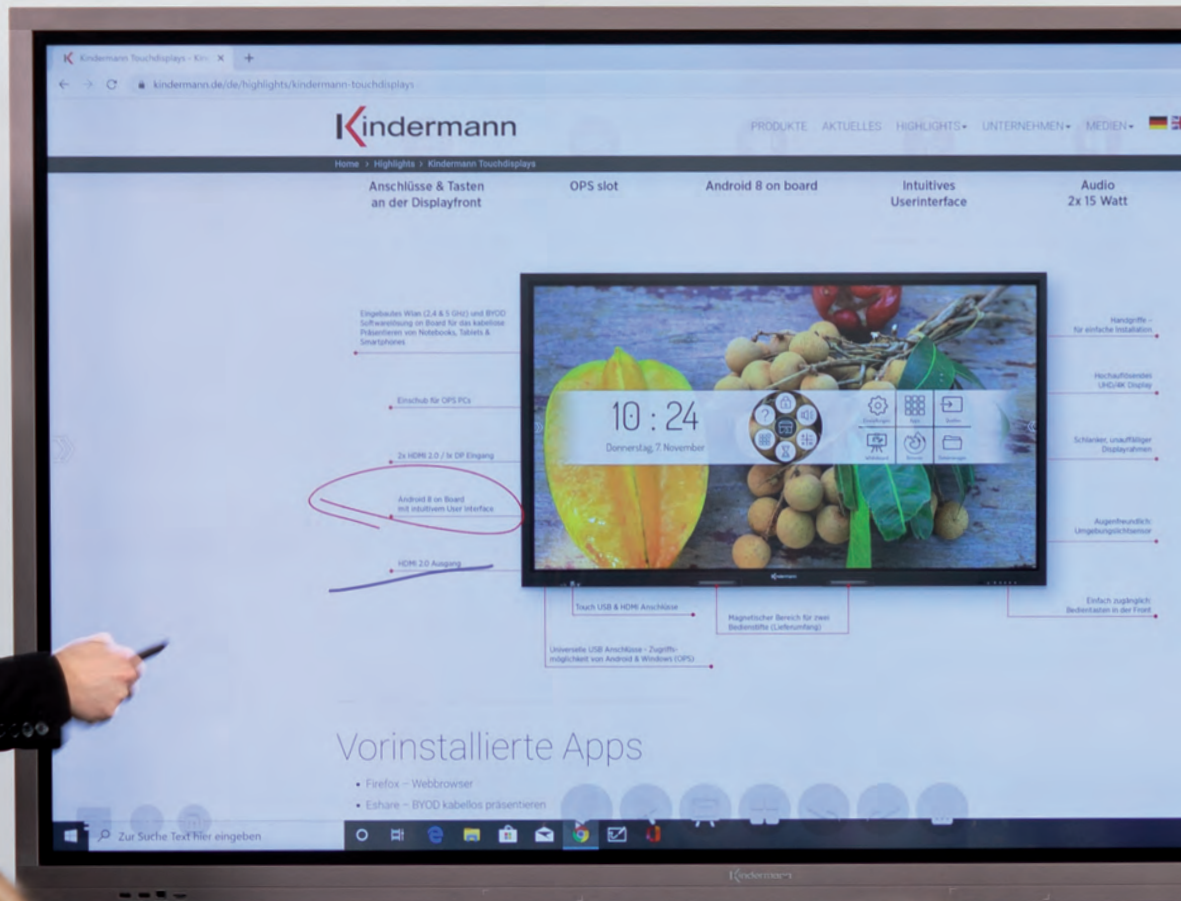 Kindermann Touchdisplays - Kin
kindermann.de/de/highlights/kindermann-touchdisplays
Kindermann
PRODUKTE AKTUELLES HIGHLIGHTS UNTERNEHMEN MEDIEN
Home > Highlights > Kindermann Touchdisplays
Anschlüsse & Tasten
an der Displayfront
OPS slot
Android 8 on board
Intuitives
Userinterface
Audio
2x 15 Watt
Eingebautes Wlan (2,4 & 5 GHz) und BYOD
Softwarelösung on Board für das kabellose
Präsentieren von Notebooks, Tablets &
Smartphones
Einschub für OPS PCs
2x HDMI 2.0 / 1x DP Eingang
Android 8 on Board
mit intuitivem User Interface
HDMI 2.0 Ausgang
10 : 24
Donnerstag, 7. November
Einstellungen Apps Quellen
Whiteboard Browser
Kindermann
Handgriffe –
für einfache Installation
Hochauflösendes
UHD/4K Display
Schlanker, unauffälliger
Displayrahmen
Augenfreundlich:
Umgebungslichtsensor
Einfach zugänglich:
Bedientasten in der Front
Touch USB & HDMI Anschlüsse
Magnetischer Bereich für zwei
Bedienstifte (Lieferumfang)
Universelle USB Anschlüsse - Zugriffs-
möglichkeit von Android & Windows (OPS)
Vorinstallierte Apps
• Firefox – Webbrowser
• Eshare – BYOD kabellos präsentieren
Zur Suche Text hier eingeben
Kindermann